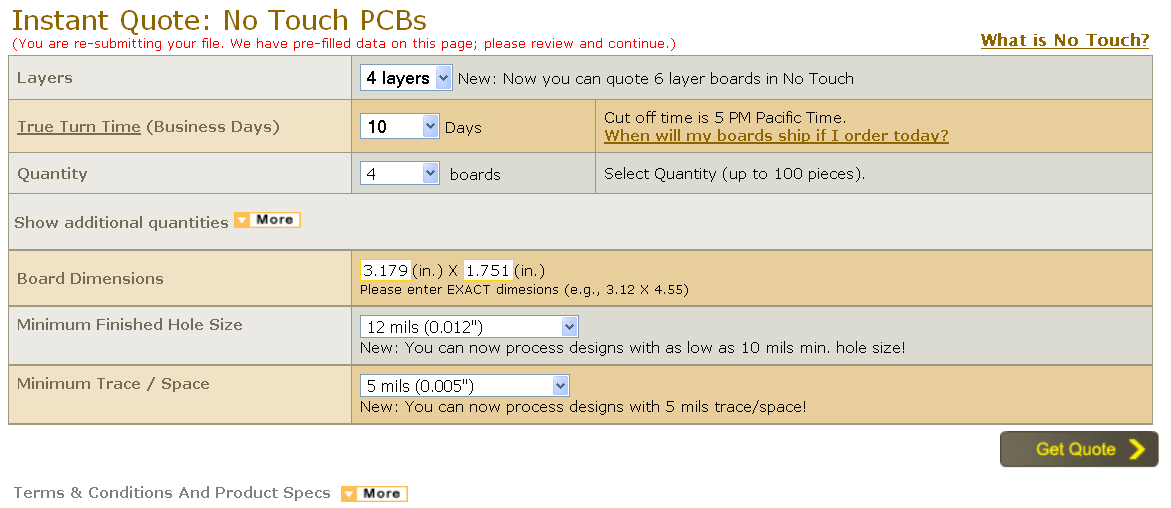 Instant Quote: No Touch PCBs
(You are re-submitting your file. We have pre-filled data on this page; please review and continue.)
What is No Touch?
Layers
4 layers New: Now you can quote 6 layer boards in No Touch
True Turn Time (Business Days)
10 Days
Cut off time is 5 PM Pacific Time.
When will my boards ship if I order today?
Quantity
4 boards
Select Quantity (up to 100 pieces).
Show additional quantities More
Board Dimensions
3.179 (in.) X 1.751 (in.)
Please enter EXACT dimesions (e.g., 3.12 X 4.55)
Minimum Finished Hole Size
12 mils (0.012")
New: You can now process designs with as low as 10 mils min. hole size!
Minimum Trace / Space
5 mils (0.005")
New: You can now process designs with 5 mils trace/space!
Get Quote
Terms & Conditions And Product Specs More